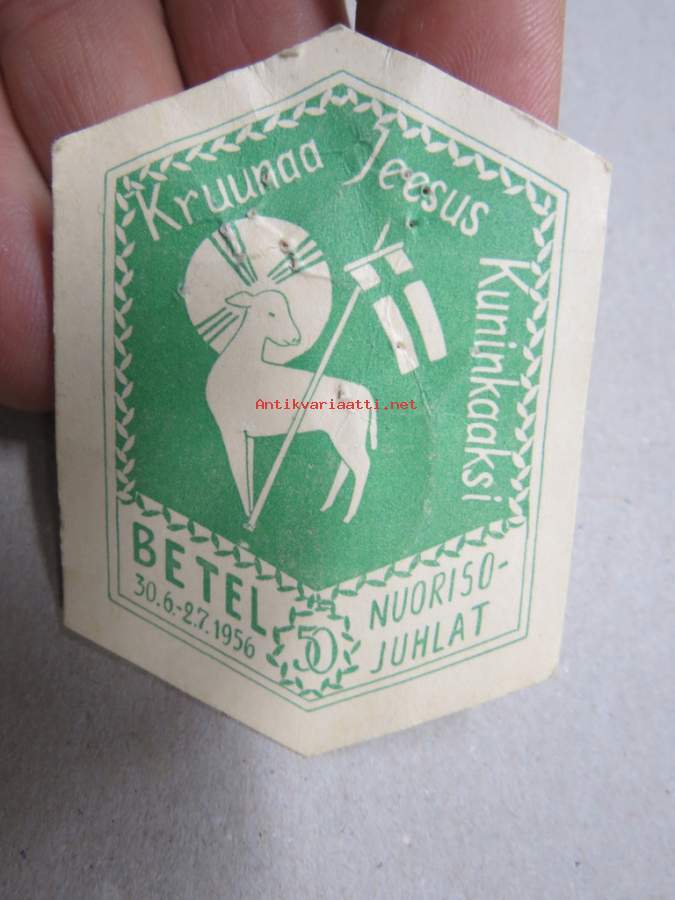 Kruunaa Jeesus
Kuninkaaksi
Antikvariaatti.net
BETEL
30.6.-2.7.1956
50
NUORISO-
JUHLAT